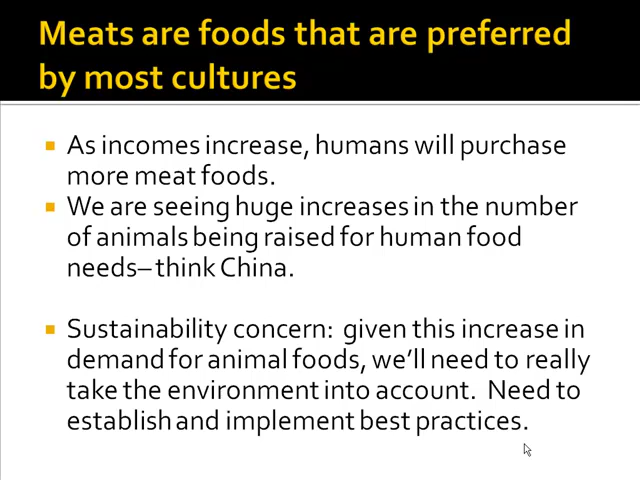 Meats are foods that are preferred
by most cultures
As incomes increase, humans will purchase
more meat foods.
We are seeing huge increases in the number
of animals being raised for human food
needs– think China.
Sustainability concern:  given this increase in
demand for animal foods, we'll need to really
take the environment into account.  Need to
establish and implement best practices.